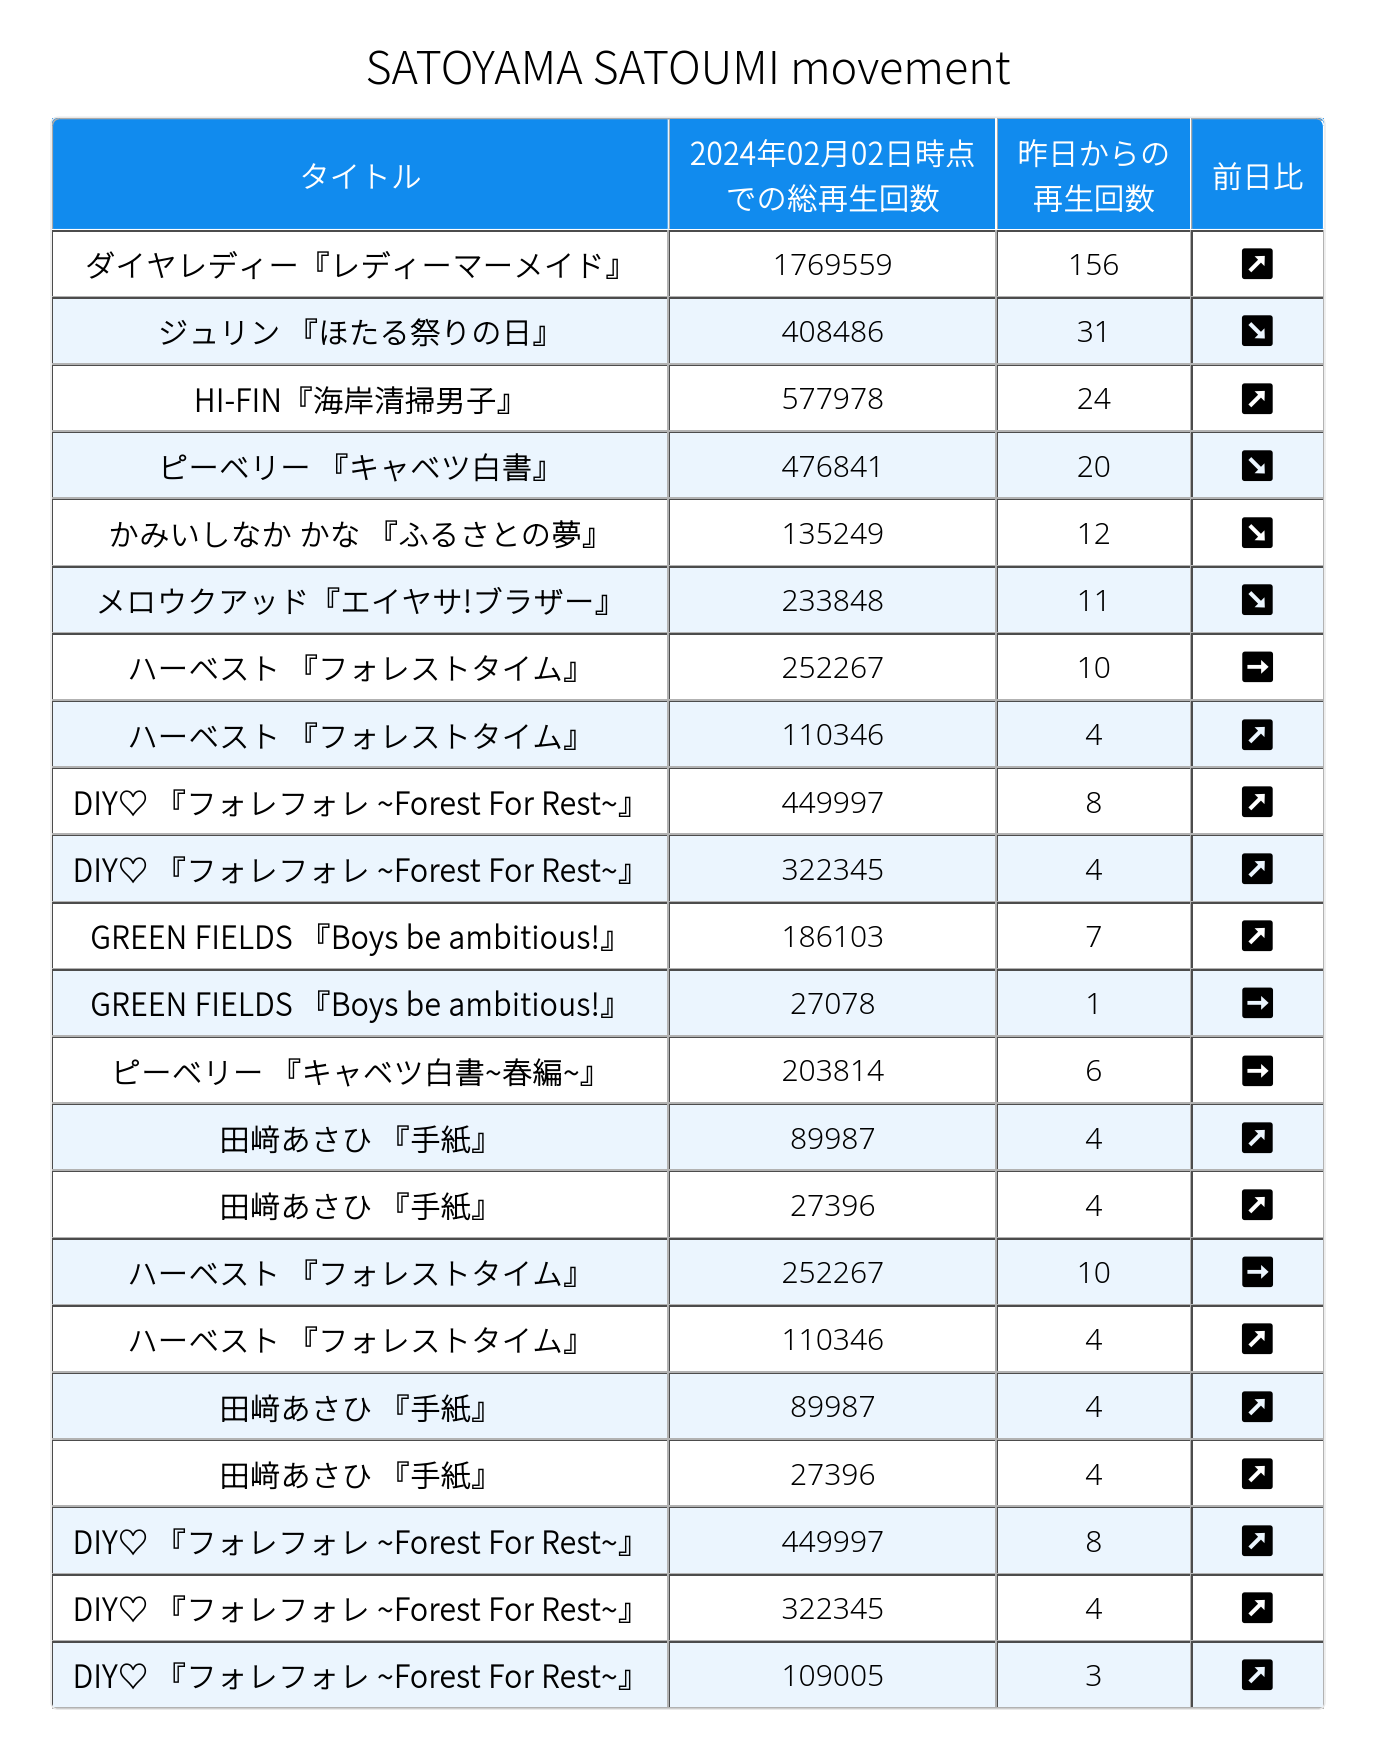 SATOYAMA SATOUMI movement
タイトル 2024年02月02日時点での総再生回数 昨日からの再生回数 前日比
ダイヤレディー『レディーマーメイド』 1769559 156 ↗
ジュリン 『ほたる祭りの日』 408486 31 ↘
HI-FIN『海岸清掃男子』 577978 24 ↗
ピーベリー 『キャベツ白書』 476841 20 ↘
かみいしなか かな 『ふるさとの夢』 135249 12 ↘
メロウクアッド『エイヤサ!ブラザー』 233848 11 ↘
ハーベスト 『フォレストタイム』 252267 10 →
ハーベスト 『フォレストタイム』 110346 4 ↗
DIY♡ 『フォレフォレ ~Forest For Rest~』 449997 8 ↗
DIY♡ 『フォレフォレ ~Forest For Rest~』 322345 4 ↗
GREEN FIELDS 『Boys be ambitious!』 186103 7 ↗
GREEN FIELDS 『Boys be ambitious!』 27078 1 →
ピーベリー 『キャベツ白書~春編~』 203814 6 →
田﨑あさひ 『手紙』 89987 4 ↗
田﨑あさひ 『手紙』 27396 4 ↗
ハーベスト 『フォレストタイム』 252267 10 →
ハーベスト 『フォレストタイム』 110346 4 ↗
田﨑あさひ 『手紙』 89987 4 ↗
田﨑あさひ 『手紙』 27396 4 ↗
DIY♡ 『フォレフォレ ~Forest For Rest~』 449997 8 ↗
DIY♡ 『フォレフォレ ~Forest For Rest~』 322345 4 ↗
DIY♡ 『フォレフォレ ~Forest For Rest~』 109005 3 ↗